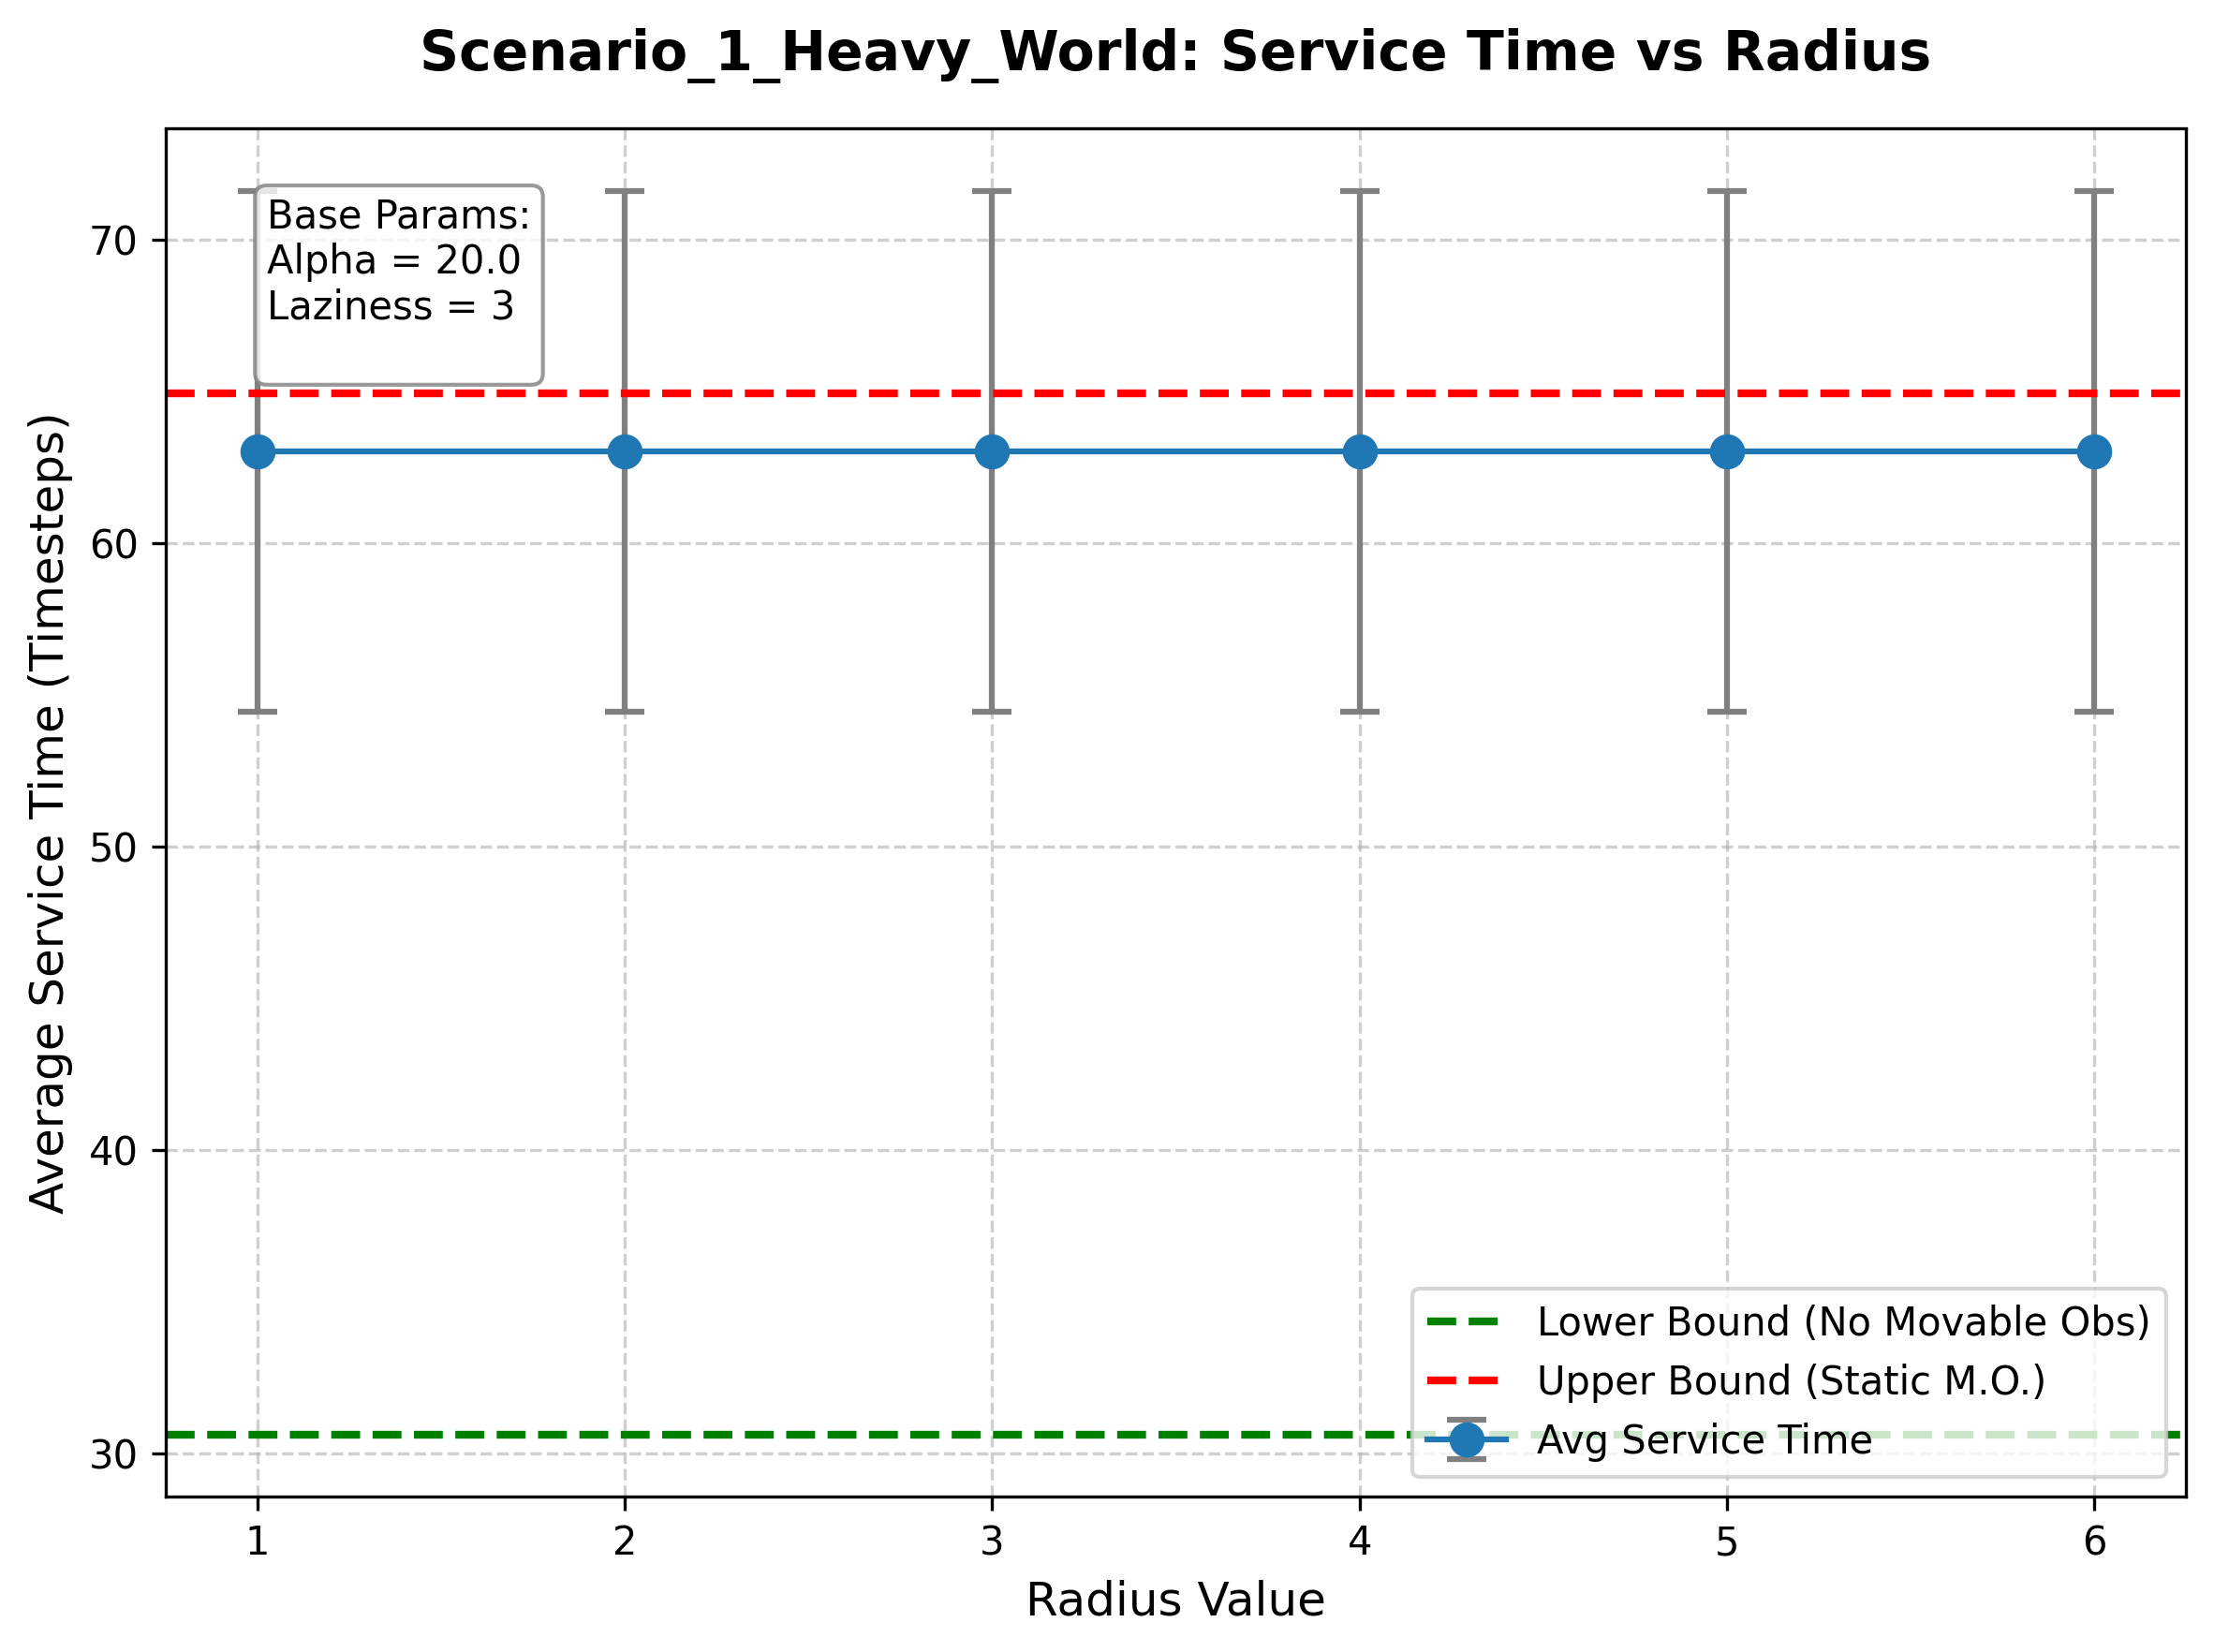 Scenario_1_Heavy_World: Service Time vs Radius
Base Params:
Alpha = 20.0
Laziness = 3
Average Service Time (Timesteps)
70
60
50
40
30
Lower Bound (No Movable Obs)
Upper Bound (Static M.O.)
Avg Service Time
1 2 3 4 5 6
Radius Value